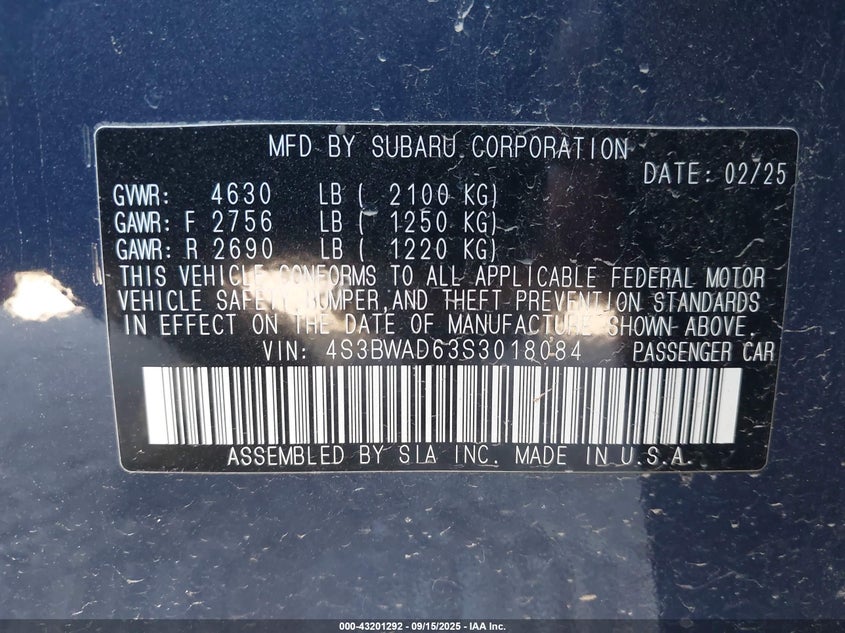 MFD BY SUBARU CORPORATION
DATE: 02/25
GVWR: 4630 LB ( 2100 KG)
GAWR: F 2756 LB ( 1250 KG)
GAWR: R 2690 LB ( 1220 KG)
THIS VEHICLE CONFORMS TO ALL APPLICABLE FEDERAL MOTOR
VEHICLE SAFETY,BUMPER,AND THEFT PREVENTION STANDARDS
IN EFFECT ON THE DATE OF MANUFACTURE SHOWN ABOVE.
VIN: 4S3BWAD63S3018084 PASSENGER CAR
ASSEMBLED BY SIA INC. MADE IN U.S.A.
000-43201292 - 09/15/2025 - IAA Inc.